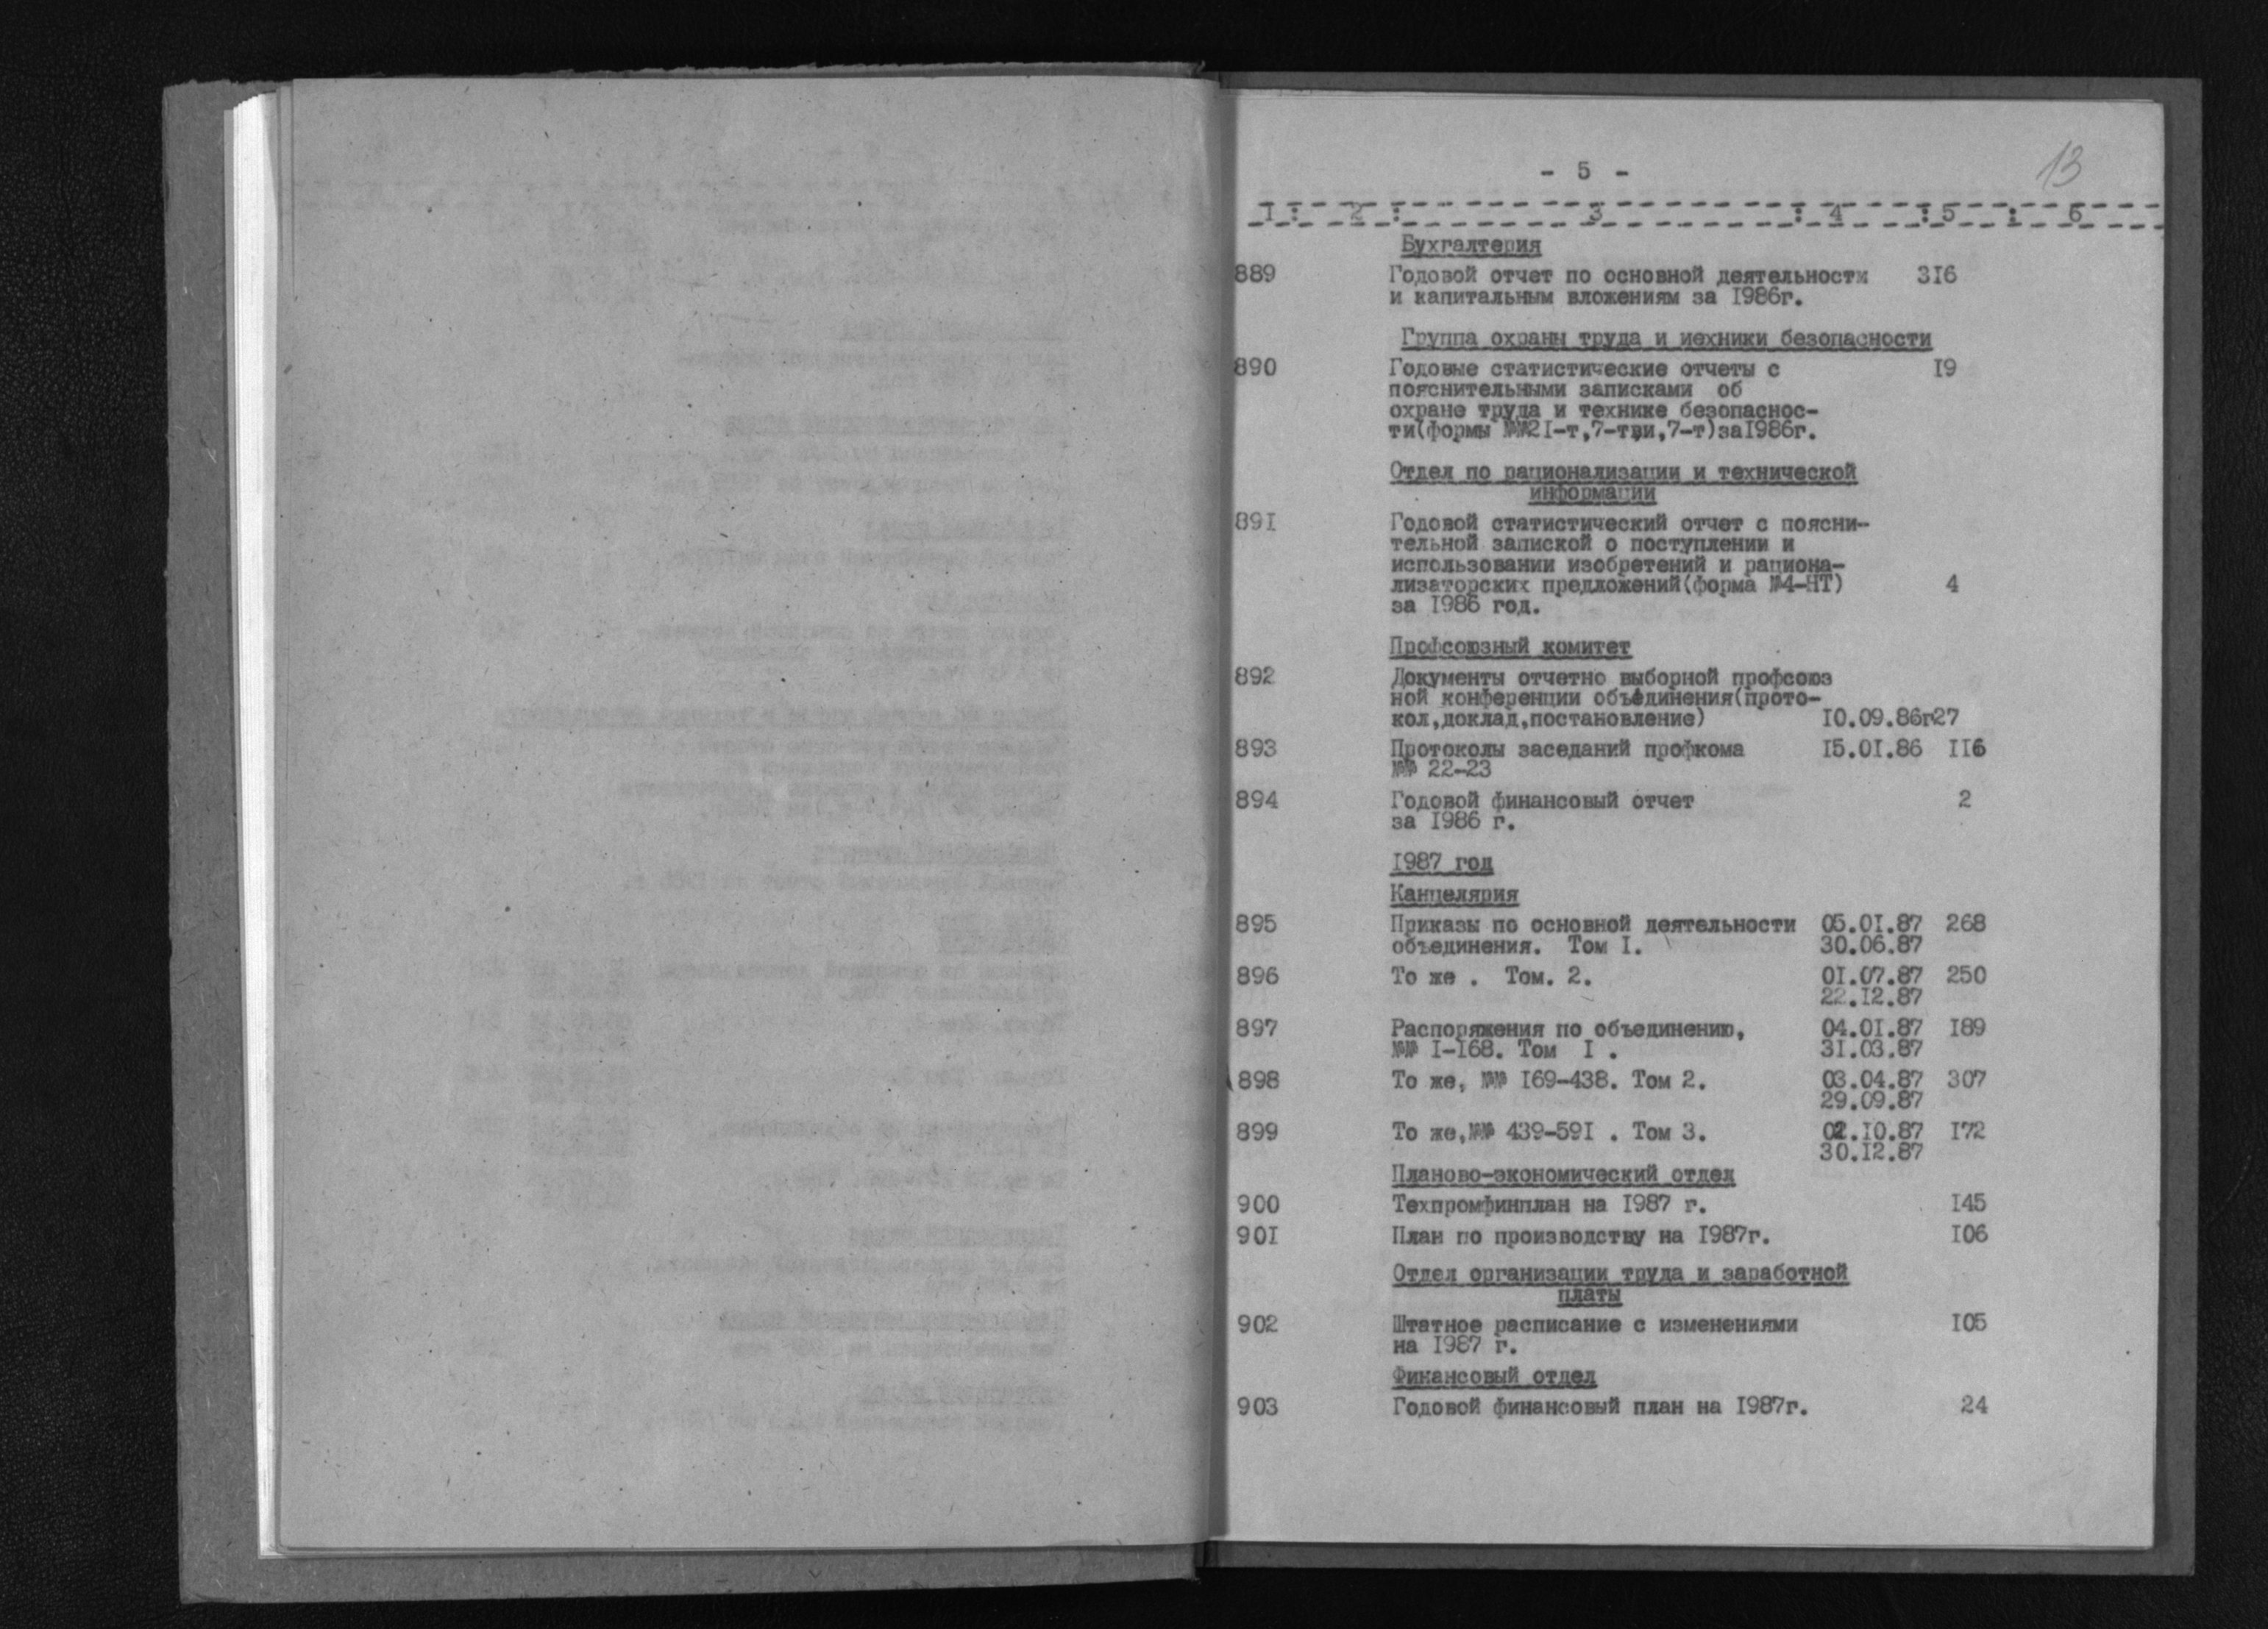 - 5 -
13
I : 2 : 3 : 4 : 5 : 6
Бухгалтерия
889 Годовой отчет по основной деятельности 316
и капитальным вложениям за 1986г.
Группа охраны труда и иехники безопасности
890 Годовые статистические отчеты с 19
пояснительными записками об
охране труда и технике безопаснос-
ти(формы №№21-т,7-тви,7-т)за1986г.
Отдел по рационализации и технической
информации
891 Годовой статистический отчет с поясни-
тельной запиской о поступлении и
использовании изобретений и рациона-
лизаторских предложений(форма №4-НТ) 4
за 1986 год.
Профсоюзный комитет
892 Документы отчетно выборной профсоюз
ной конференции объединения(прото-
кол,доклад,постановление) 10.09.86г27
893 Протоколы заседаний профкома 15.01.86 116
№№ 22-23
894 Годовой финансовый отчет 2
за 1986 г.
1987 год
Канцелярия
895 Приказы по основной деятельности 05.01.87 268
объединения. Том I. 30.06.87
896 То же . Том. 2. 01.07.87 250
22.12.87
897 Распоряжения по объединению, 04.01.87 189
№№ 1-168. Том I . 31.03.87
898 То же, №№ 169-438. Том 2. 03.04.87 307
29.09.87
899 То же,№№ 439-591 . Том 3. 02.10.87 172
30.12.87
Планово-экономический отдел
900 Техпромфинплан на 1987 г. 145
901 План по производству на 1987г. 106
Отдел организации труда и заработной
платы
902 Штатное расписание с изменениями 105
на 1987 г.
Финансовый отдел
903 Годовой финансовый план на 1987г. 24